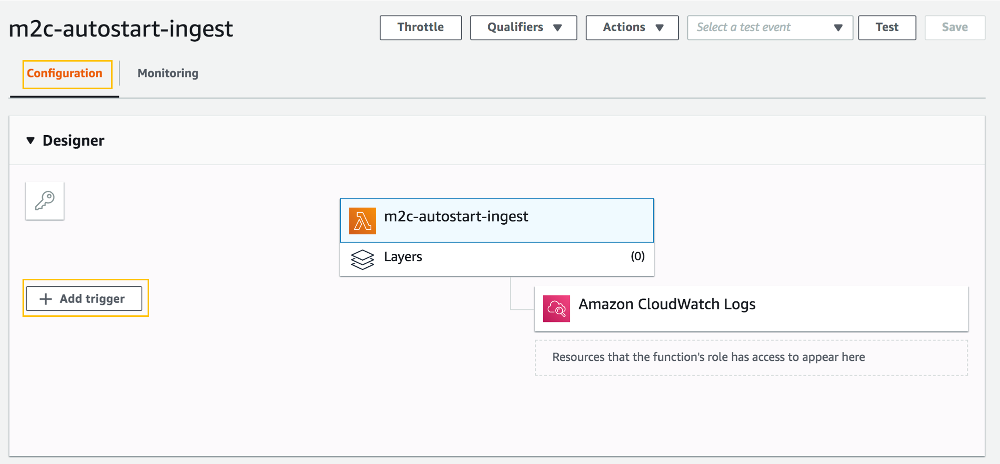 m2c-autostart-ingest
Throttle
Qualifiers
Actions
Select a test event
Test
Save
Configuration
Monitoring
Designer
m2c-autostart-ingest
Layers
(0)
+ Add trigger
Amazon CloudWatch Logs
Resources that the function's role has access to appear here